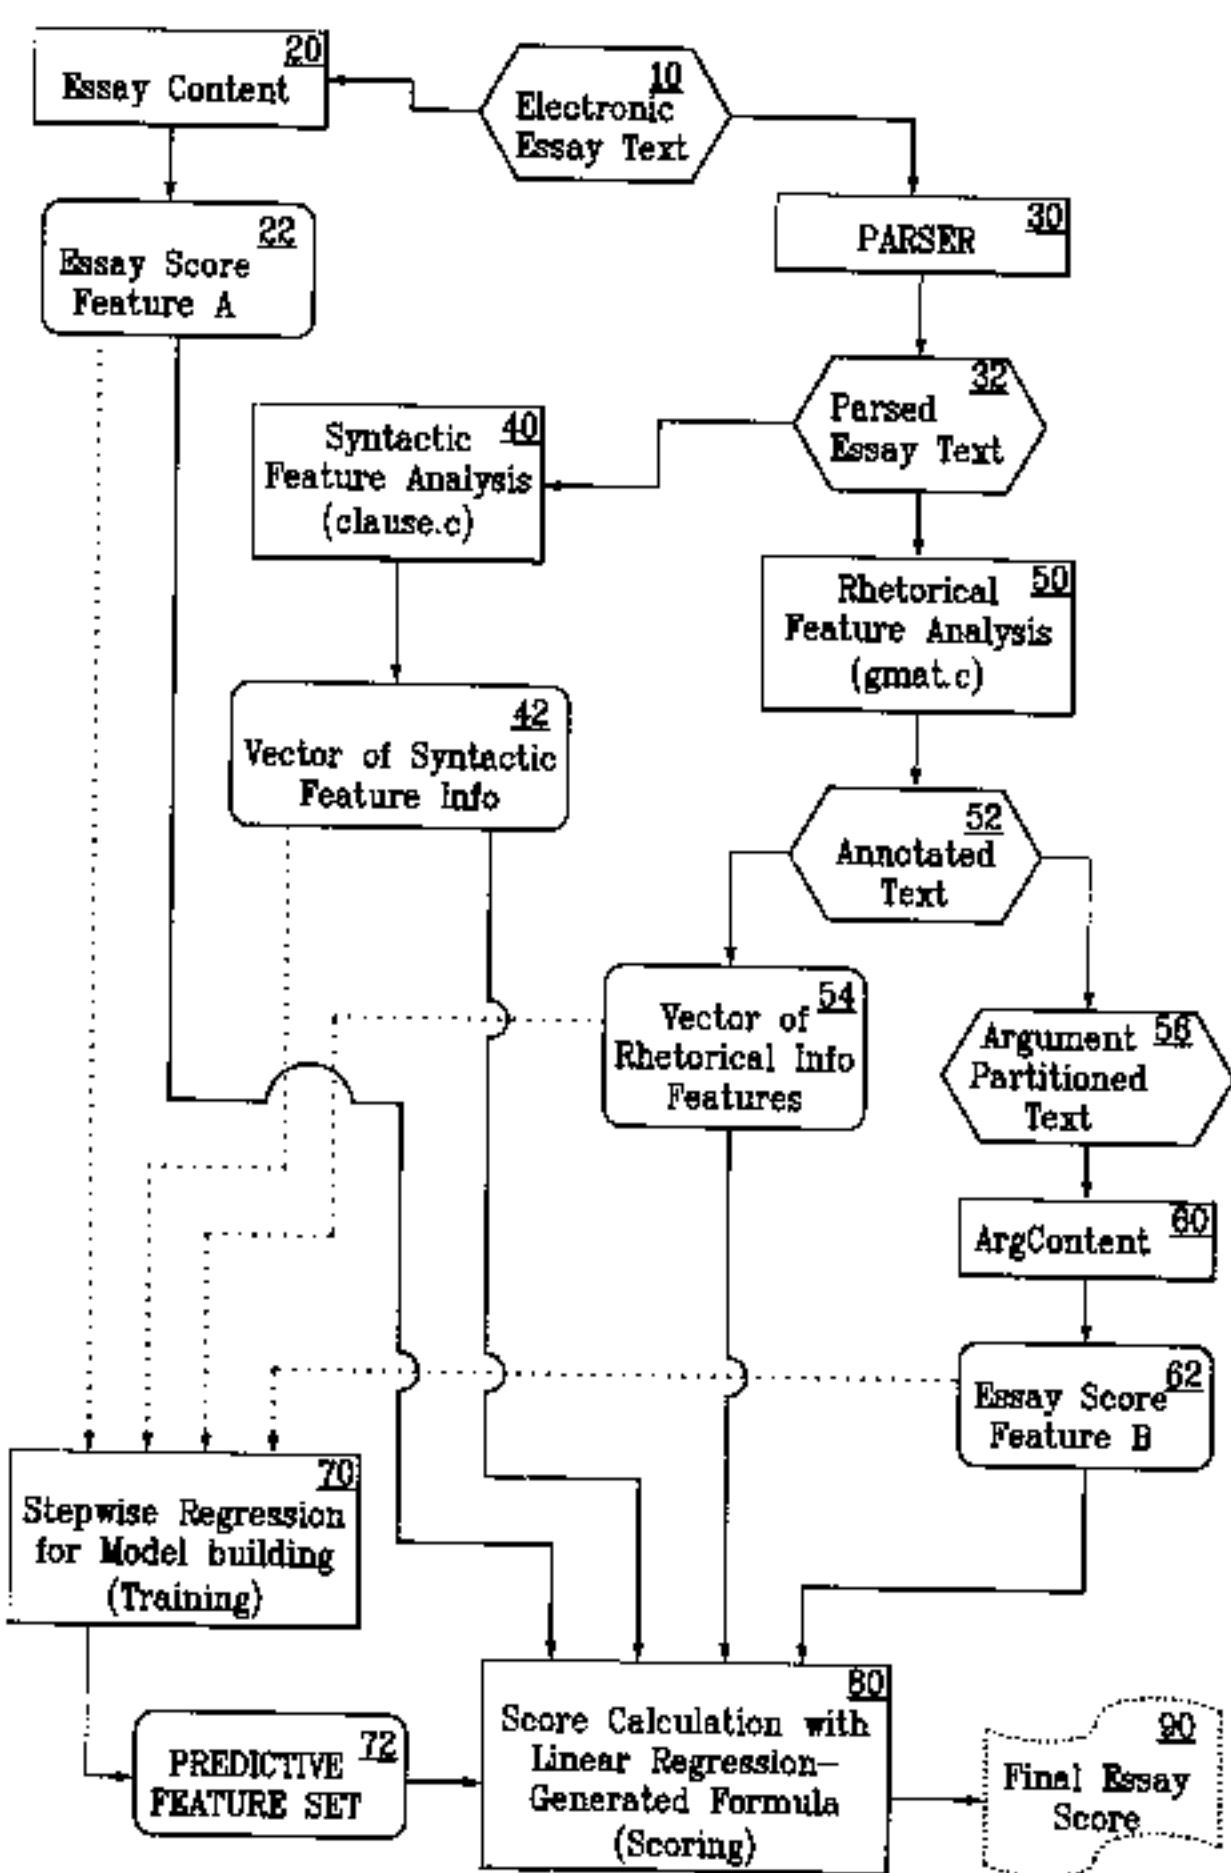 20
Essay Content
10
Electronic
Essay Text
22
Essay Score
Feature A
30
PARSER
32
Parsed
Essay Text
40
Syntactic
Feature Analysis
(clause.c)
50
Rhetorical
Feature Analysis
(gmat.c)
42
Vector of Syntactic
Feature Info
52
Annotated
Text
54
Vector of
Rhetorical Info
Features
56
Argument
Partitioned
Text
60
ArgContent
62
Essay Score
Feature B
70
Stepwise Regression
for Model building
(Training)
72
PREDICTIVE
FEATURE SET
80
Score Calculation with
Linear Regression-
Generated Formula
(Scoring)
90
Final Essay
Score